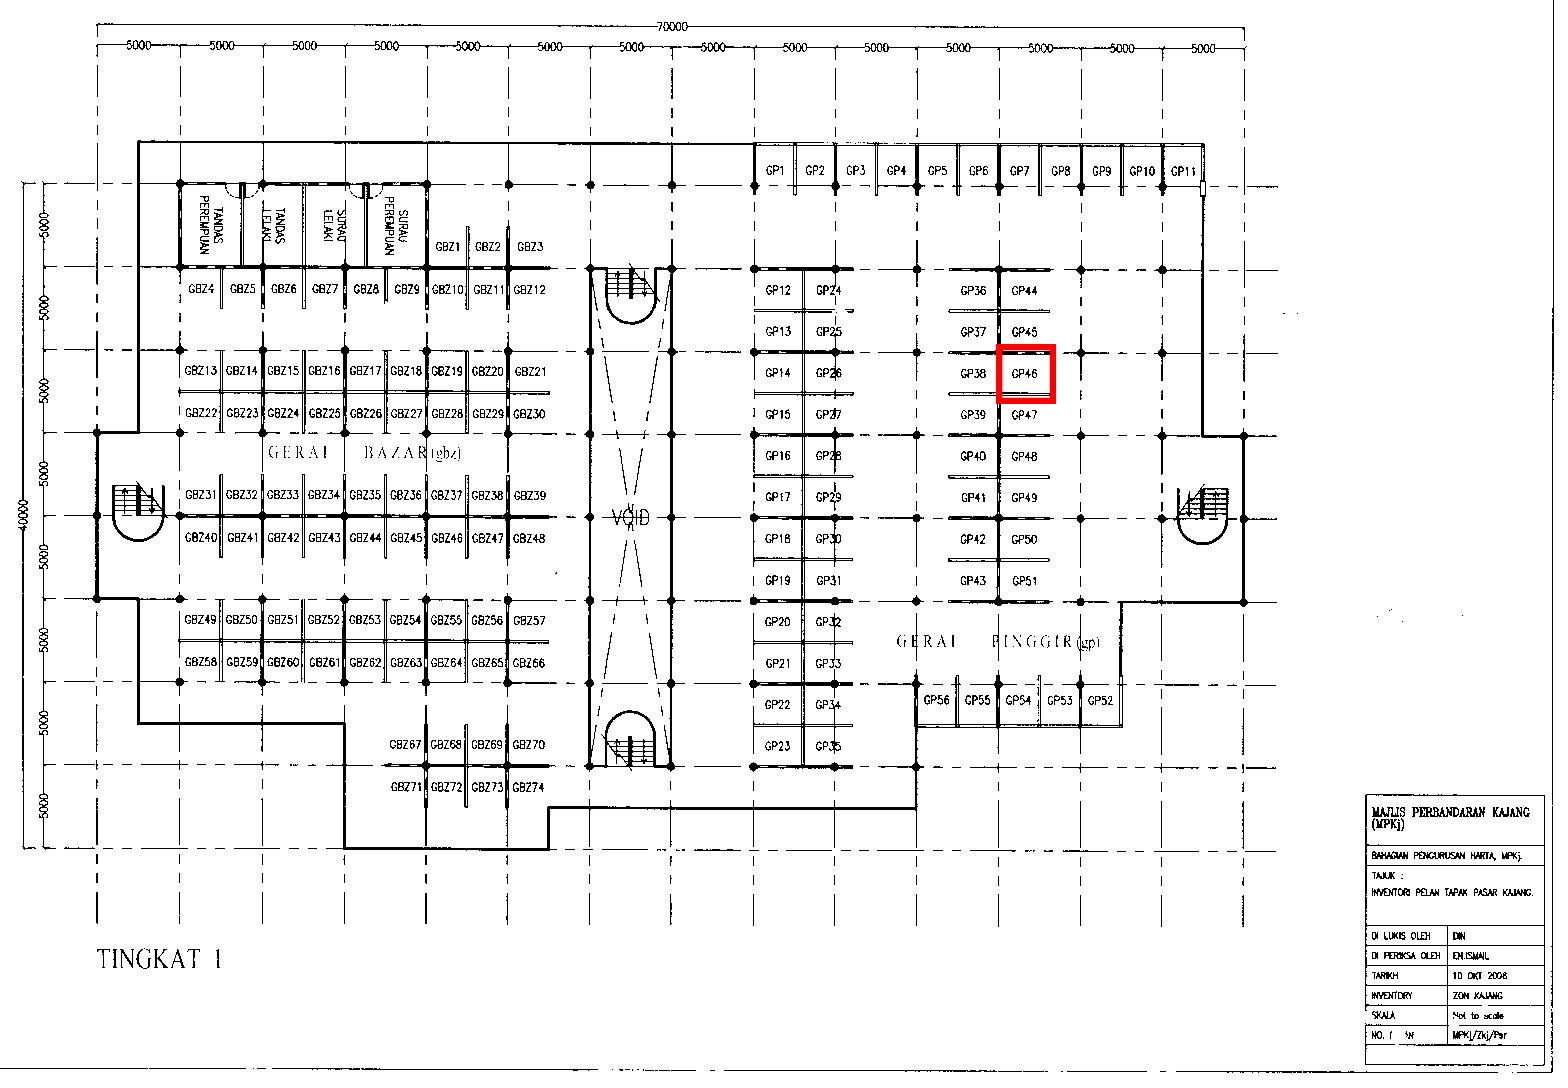 70000
5000 5000 5000 5000 5000 5000 5000 5000 5000 5000 5000 5000 5000 5000
GP1 GP2 GP3 GP4 GP5 GP6 GP7 GP8 GP9 GP10 GP11
40000
5000 5000 5000 5000 5000 5000 5000 5000
TANDAS PEREMPUAN
TANDAS LELAKI
SURAU LELAKI
SURAU PEREMPUAN
GBZ1 GBZ2 GBZ3
GBZ4 GBZ5 GBZ6 GBZ7 GBZ8 GBZ9 GBZ10 GBZ11 GBZ12
GBZ13 GBZ14 GBZ15 GBZ16 GBZ17 GBZ18 GBZ19 GBZ20 GBZ21
GBZ22 GBZ23 GBZ24 GBZ25 GBZ26 GBZ27 GBZ28 GBZ29 GBZ30
GERAI BAZAR(gbz)
GBZ31 GBZ32 GBZ33 GBZ34 GBZ35 GBZ36 GBZ37 GBZ38 GBZ39
GBZ40 GBZ41 GBZ42 GBZ43 GBZ44 GBZ45 GBZ46 GBZ47 GBZ48
GBZ49 GBZ50 GBZ51 GBZ52 GBZ53 GBZ54 GBZ55 GBZ56 GBZ57
GBZ58 GBZ59 GBZ60 GBZ61 GBZ62 GBZ63 GBZ64 GBZ65 GBZ66
GBZ67 GBZ68 GBZ69 GBZ70
GBZ71 GBZ72 GBZ73 GBZ74
VOID
GP12 GP24
GP13 GP25
GP14 GP26
GP15 GP27
GP16 GP28
GP17 GP29
GP18 GP30
GP19 GP31
GP20 GP32
GP21 GP33
GP22 GP34
GP23 GP35
GP36 GP44
GP37 GP45
GP38 GP46
GP39 GP47
GP40 GP48
GP41 GP49
GP42 GP50
GP43 GP51
GERAI PINGGIR(gp)
GP56 GP55 GP54 GP53 GP52
TINGKAT 1
MAJLIS PERBANDARAN KAJANG
(MPKj)
BAHAGIAN PENGURUSAN HARTA, MPKj.
TAJUK :
INVENTORI PELAN TAPAK PASAR KAJANG.
DI LUKIS OLEH DIN
DI PERIKSA OLEH EN.ISMAIL
TARIKH 10 OKT 2008
INVENTORY ZON KAJANG
SKALA Not to scale
NO. MPKj/Zkj/Psr